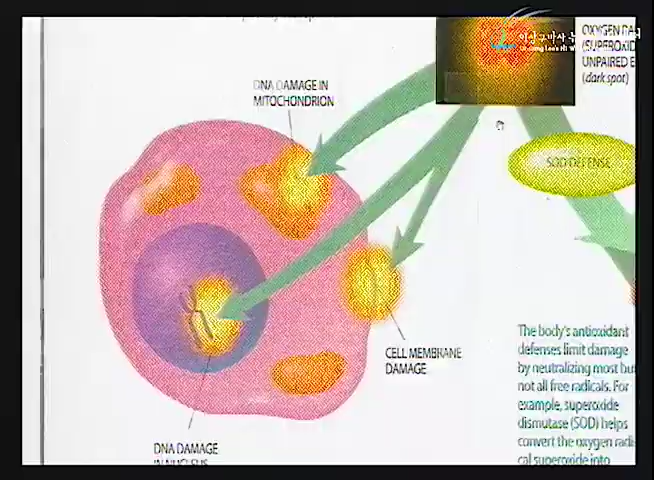 OXYGEN
(SUPEROXID
UNPAIRED E
(dark spot)
DNA DAMAGE IN
MITOCHONDRION
SOD DEFENSE
CELL MEMBRANE
DAMAGE
DNA DAMAGE
IN NUCLEUS
The body's antioxidant
defenses limit damage
by neutralizing most but
not all free radicals. For
example, superoxide
dismutase (SOD) helps
convert the oxygen radi-
cal superoxide into